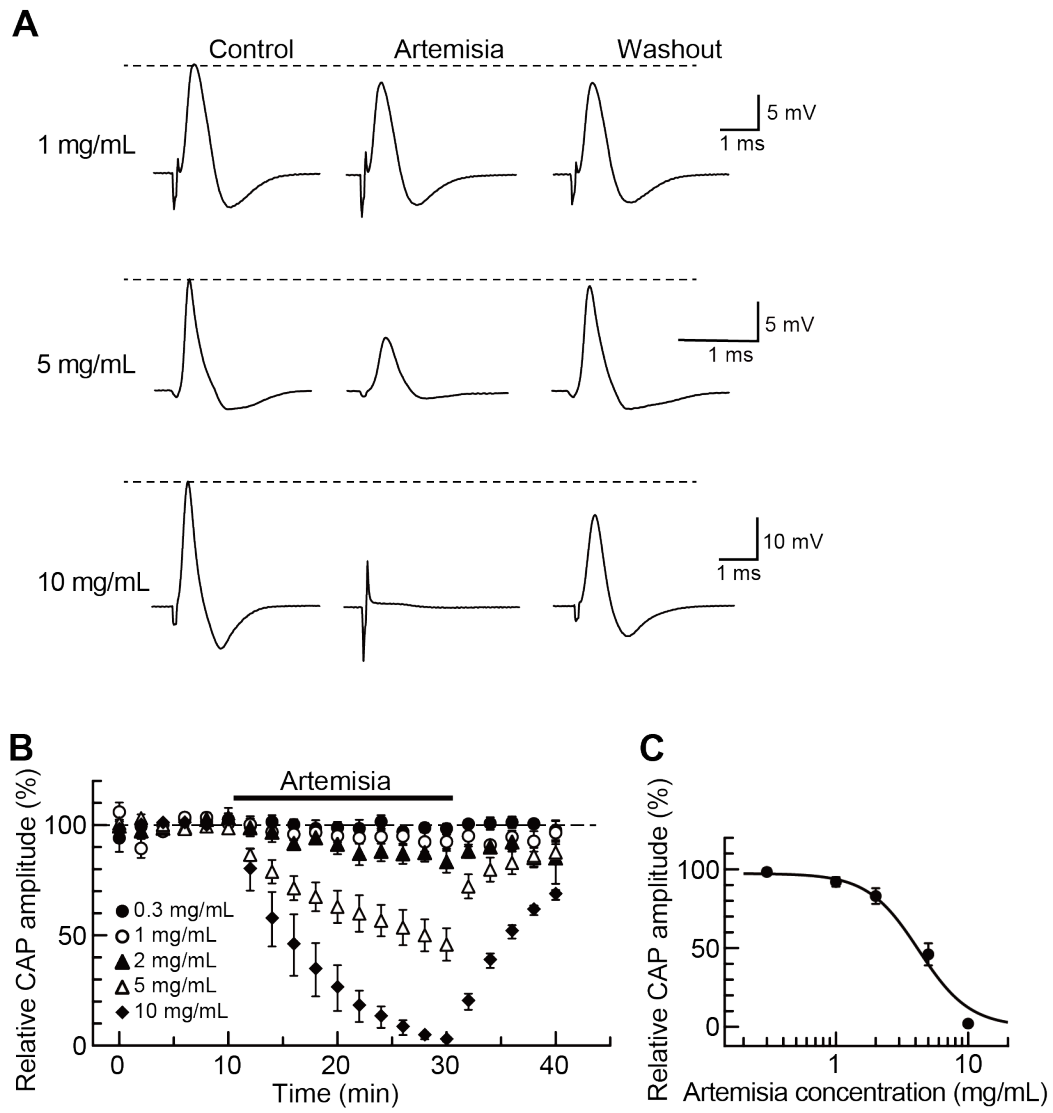 A
Control Artemisia Washout
1 mg/mL
5 mV
1 ms
5 mg/mL
5 mV
1 ms
10 mg/mL
10 mV
1 ms
B
Relative CAP amplitude (%)
Artemisia
100
50
0
0.3 mg/mL
1 mg/mL
2 mg/mL
5 mg/mL
10 mg/mL
0 10 20 30 40
Time (min)
C
Relative CAP amplitude (%)
100
50
0
1 10
Artemisia concentration (mg/mL)